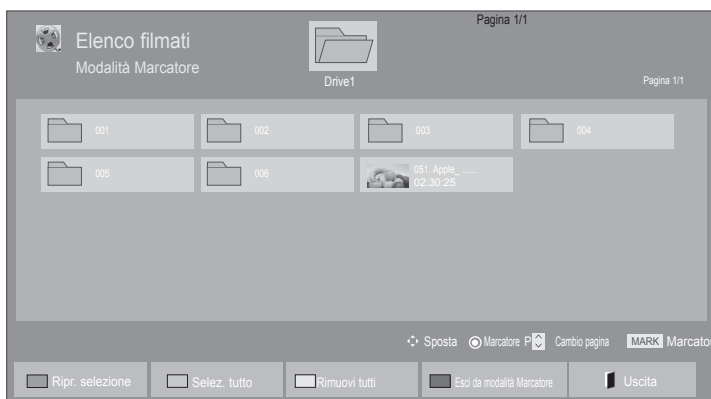 Pagina 1/1
Elenco filmati
Modalità Marcatore
Drive1
Pagina 1/1
001
002
003
004
005
006
051. Apple_ ......
02:30:25
Sposta
Marcatore
P
Cambio pagina
MARK
Marcato
Ripr. selezione
Selez. tutto
Rimuovi tutti
Esci da modalità Marcatore
Uscita